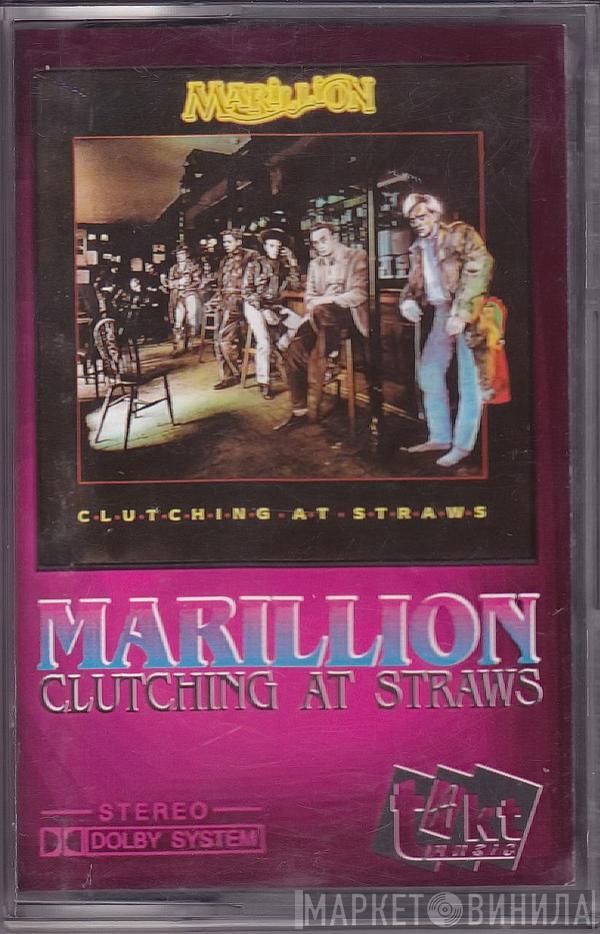 MARILLION
CLUTCHING AT STRAWS
MARILLION
CLUTCHING AT STRAWS
STEREO
DOLBY SYSTEM
takt
music
МАРКЕТ ВИНИЛА